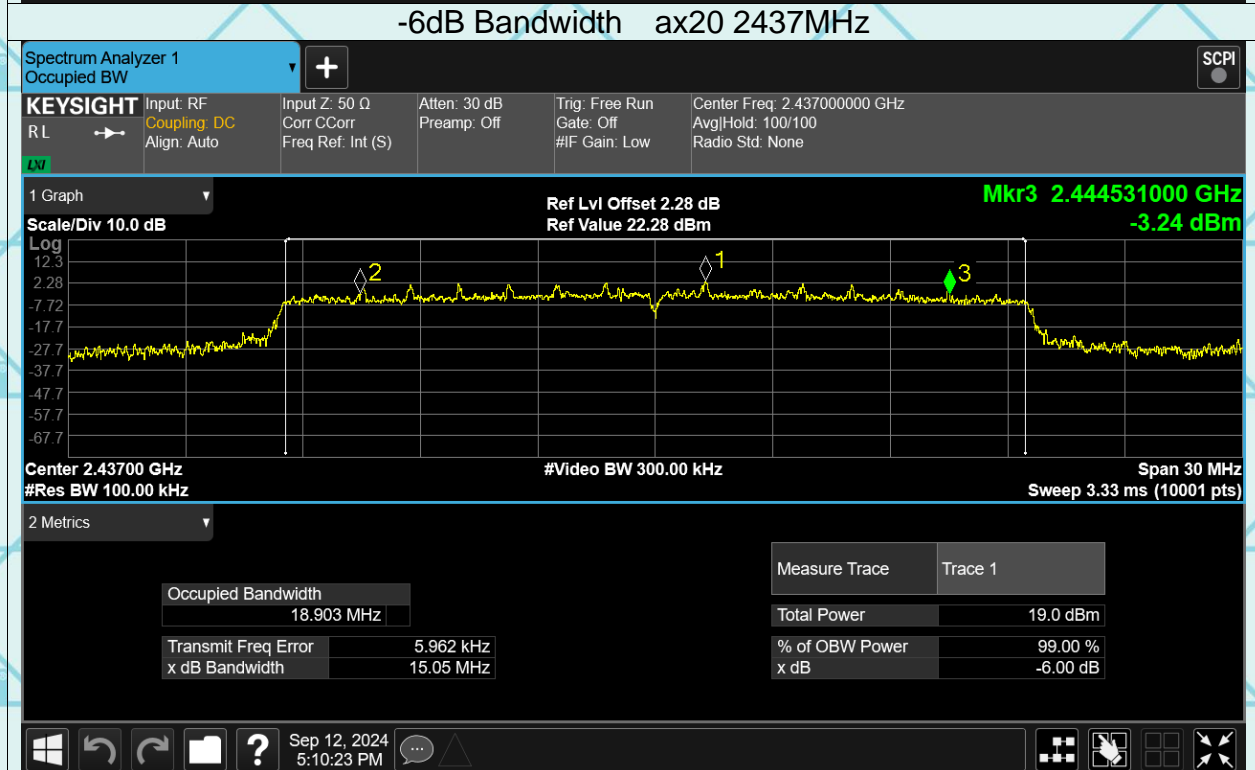 -6dB Bandwidth ax20 2437MHz
Spectrum Analyzer 1
Occupied BW
SCPI
KEYSIGHT
RL
LXI
Input: RF
Coupling: DC
Align: Auto
Input Z: 50 Ω
Corr CCorr
Freq Ref: Int (S)
Atten: 30 dB
Preamp: Off
Trig: Free Run
Gate: Off
#IF Gain: Low
Center Freq: 2.437000000 GHz
Avg|Hold: 100/100
Radio Std: None
1 Graph
Scale/Div 10.0 dB
Ref Lvl Offset 2.28 dB
Ref Value 22.28 dBm
Mkr3 2.444531000 GHz
-3.24 dBm
Log
12.3
2.28
-7.72
-17.7
-27.7
-37.7
-47.7
-57.7
-67.7
2
1
3
Center 2.43700 GHz
#Video BW 300.00 kHz
Span 30 MHz
#Res BW 100.00 kHz
Sweep 3.33 ms (10001 pts)
2 Metrics
Measure Trace Trace 1
Occupied Bandwidth
18.903 MHz
Total Power 19.0 dBm
Transmit Freq Error 5.962 kHz
% of OBW Power 99.00 %
x dB Bandwidth 15.05 MHz
x dB -6.00 dB
?
Sep 12, 2024
5:10:23 PM